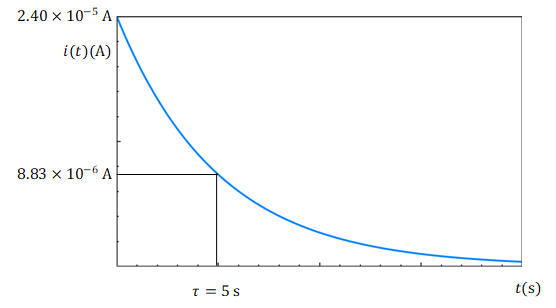 2.40 × 10⁻⁵ A
i(t)(A)
8.83 × 10⁻⁶ A
τ = 5 s
t(s)